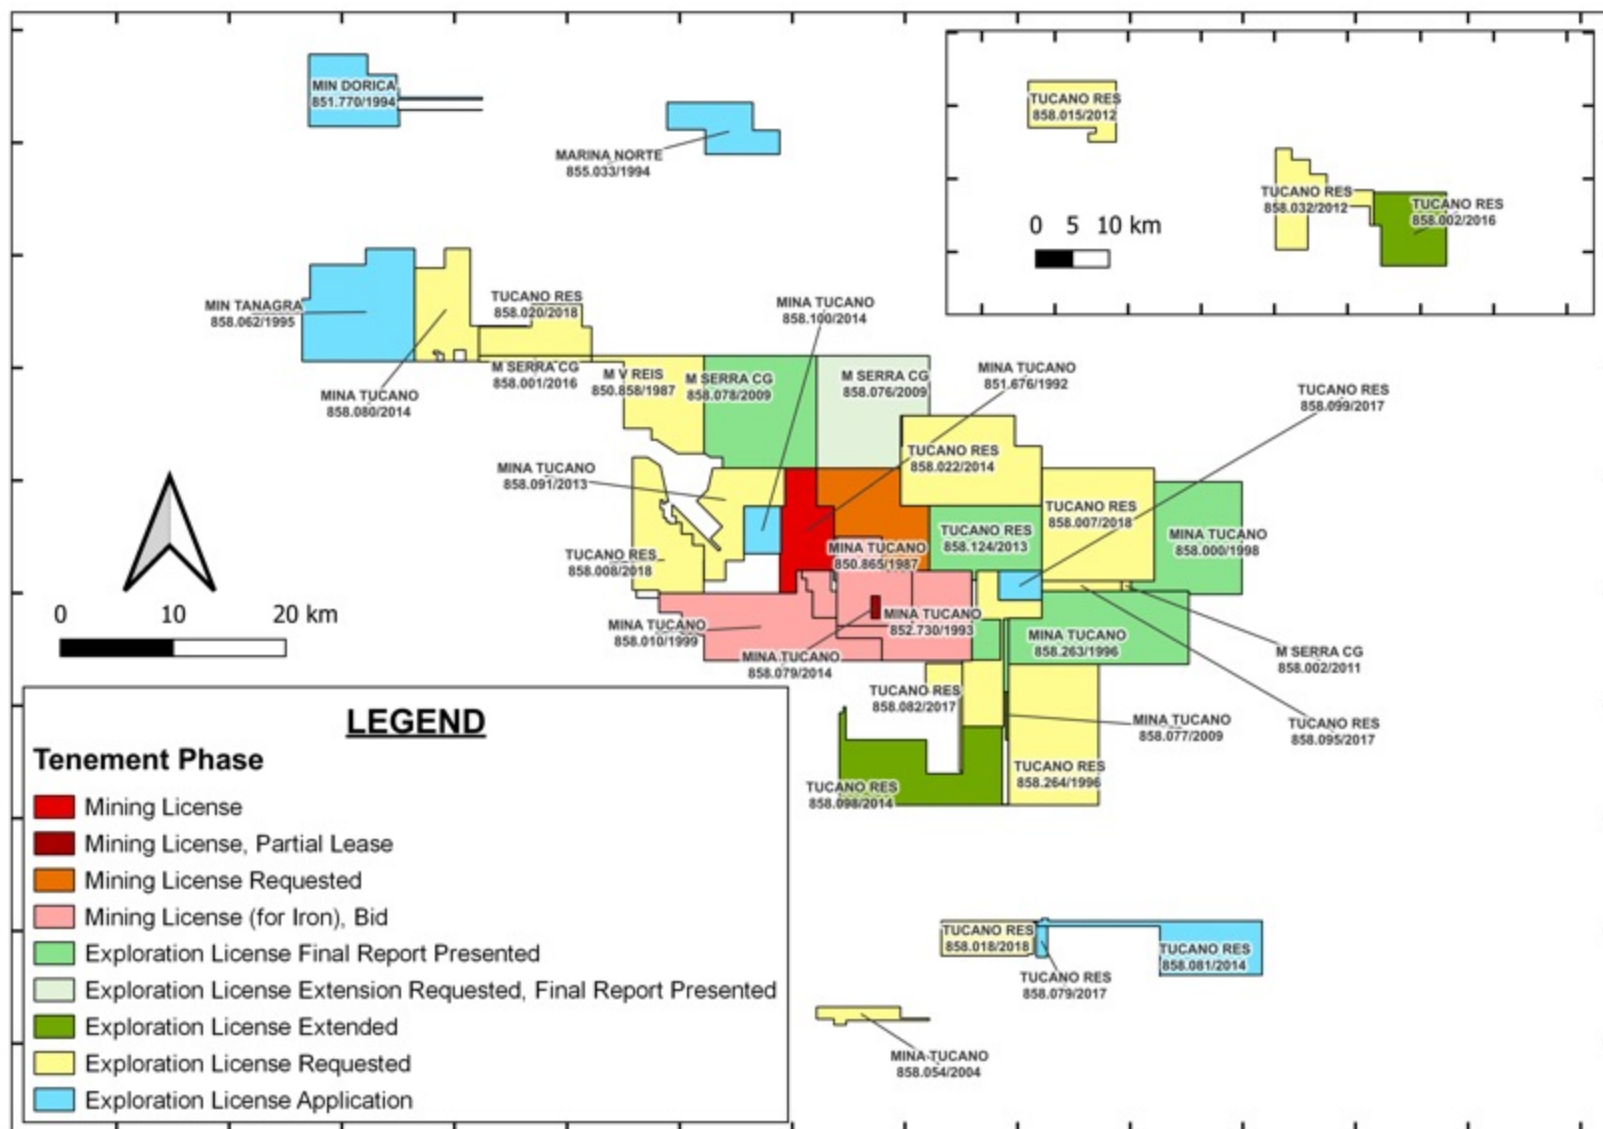 MIN DORICA
851.770/1994
MARINA NORTE
855.033/1994
TUCANO RES
858.015/2012
TUCANO RES
858.032/2012
TUCANO RES
858.002/2016
0 5 10 km
MIN TANAGRA
858.062/1995
TUCANO RES
858.020/2018
MINA TUCANO
858.100/2014
M SERRA CG
858.001/2016
MINA TUCANO
858.080/2014
M V REIS
850.858/1987
M SERRA CG
858.078/2009
M SERRA CG
858.076/2009
MINA TUCANO
851.676/1992
TUCANO RES
858.099/2017
MINA TUCANO
858.091/2013
TUCANO RES
858.022/2014
TUCANO RES
858.007/2018
TUCANO RES
858.008/2018
MINA TUCANO
850.865/1987
TUCANO RES
858.124/2013
MINA TUCANO
858.000/1998
0 10 20 km
MINA TUCANO
858.010/1999
MINA TUCANO
852.730/1993
MINA TUCANO
858.263/1996
MINA TUCANO
858.079/2014
M SERRA CG
858.002/2011
TUCANO RES
858.082/2017
MINA TUCANO
858.077/2009
TUCANO RES
858.095/2017
TUCANO RES
858.098/2014
TUCANO RES
858.264/1996
TUCANO RES
858.018/2018
TUCANO RES
858.079/2017
TUCANO RES
858.081/2014
MINA TUCANO
858.054/2004
LEGEND
Tenement Phase
Mining License
Mining License, Partial Lease
Mining License Requested
Mining License (for Iron), Bid
Exploration License Final Report Presented
Exploration License Extension Requested, Final Report Presented
Exploration License Extended
Exploration License Requested
Exploration License Application